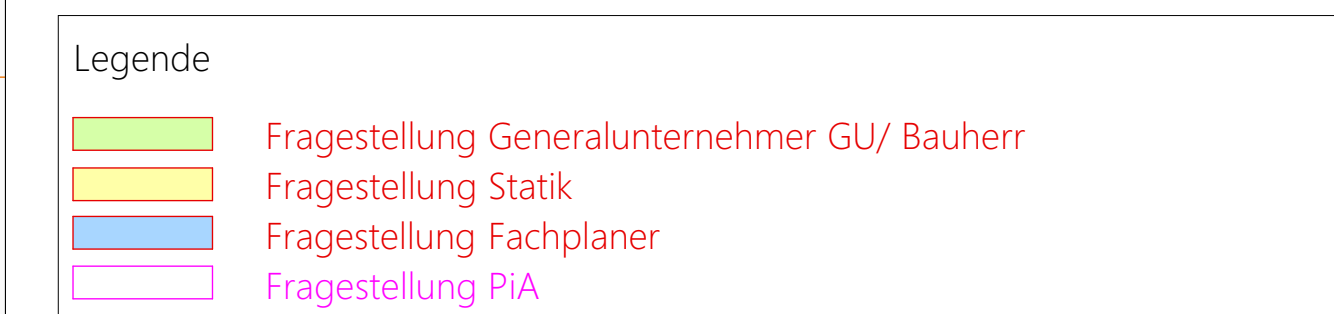 Legende
Fragestellung Generalunternehmer GU/ Bauherr
Fragestellung Statik
Fragestellung Fachplaner
Fragestellung PiA